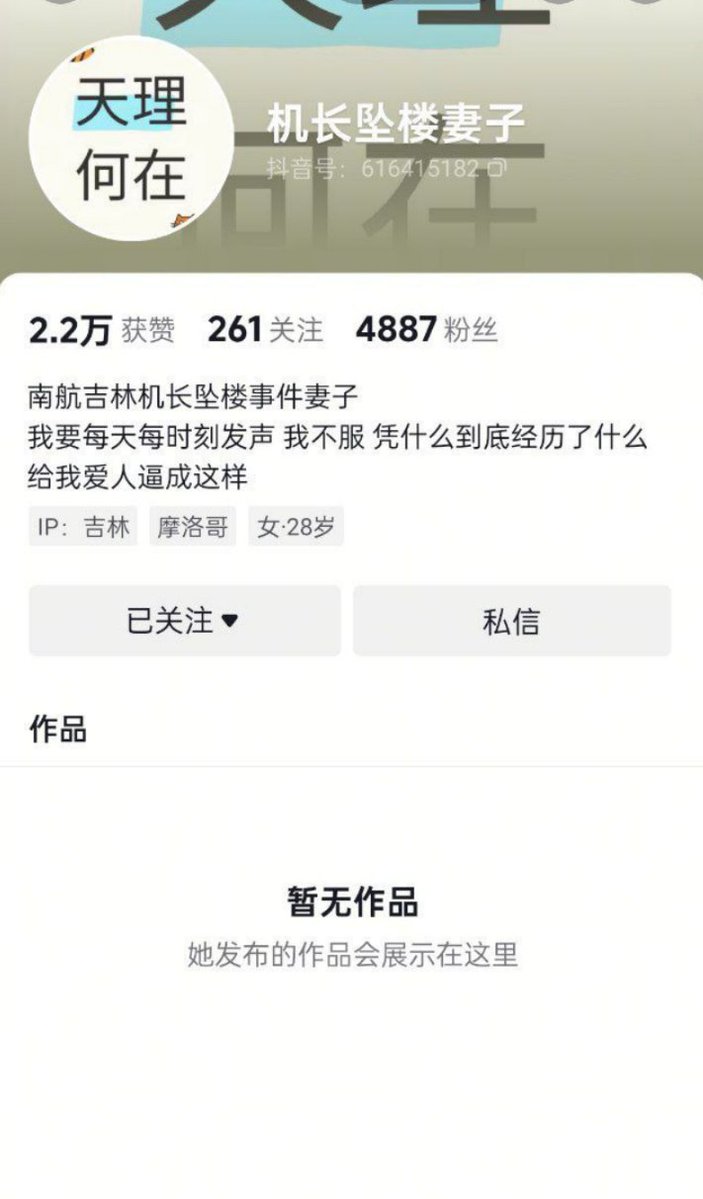 天理
何在
机长坠楼妻子
抖音号：616415182
2.2万 获赞 261 关注 4887 粉丝
南航吉林机长坠楼事件妻子
我要每天每时刻发声 我不服 凭什么到底经历了什么
给我爱人逼成这样
IP：吉林 摩洛哥 女·28岁
已关注 私信
作品
暂无作品
她发布的作品会展示在这里